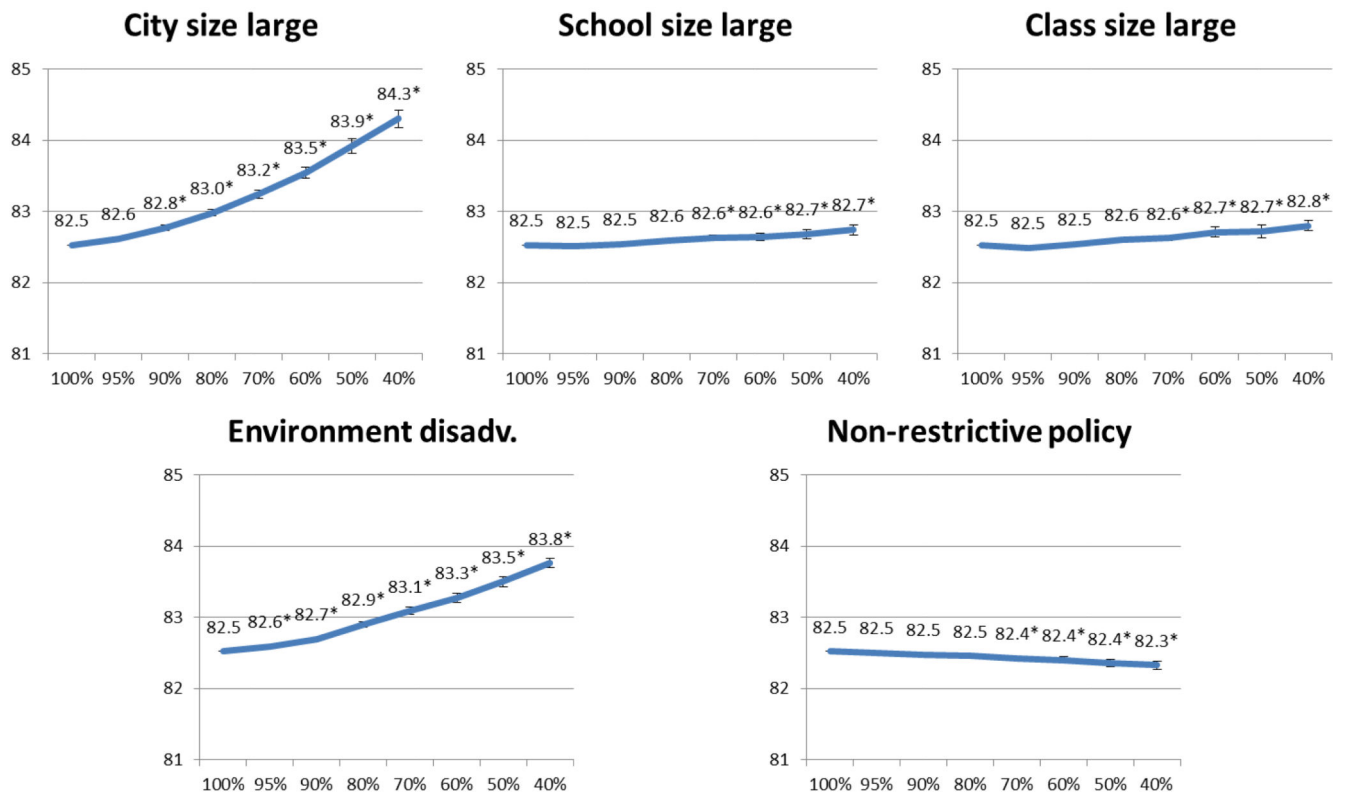 City size large
85
84
83
82
81
82.5 82.6 82.8* 83.0* 83.2* 83.5* 83.9* 84.3*
100% 95% 90% 80% 70% 60% 50% 40%
School size large
85
84
83
82
81
82.5 82.5 82.5 82.6 82.6* 82.6* 82.7* 82.7*
100% 95% 90% 80% 70% 60% 50% 40%
Class size large
85
84
83
82
81
82.5 82.5 82.5 82.6 82.6* 82.7* 82.7* 82.8*
100% 95% 90% 80% 70% 60% 50% 40%
Environment disadv.
85
84
83
82
81
82.5 82.6* 82.7* 82.9* 83.1* 83.3* 83.5* 83.8*
100% 95% 90% 80% 70% 60% 50% 40%
Non-restrictive policy
85
84
83
82
81
82.5 82.5 82.5 82.5 82.4* 82.4* 82.4* 82.3*
100% 95% 90% 80% 70% 60% 50% 40%